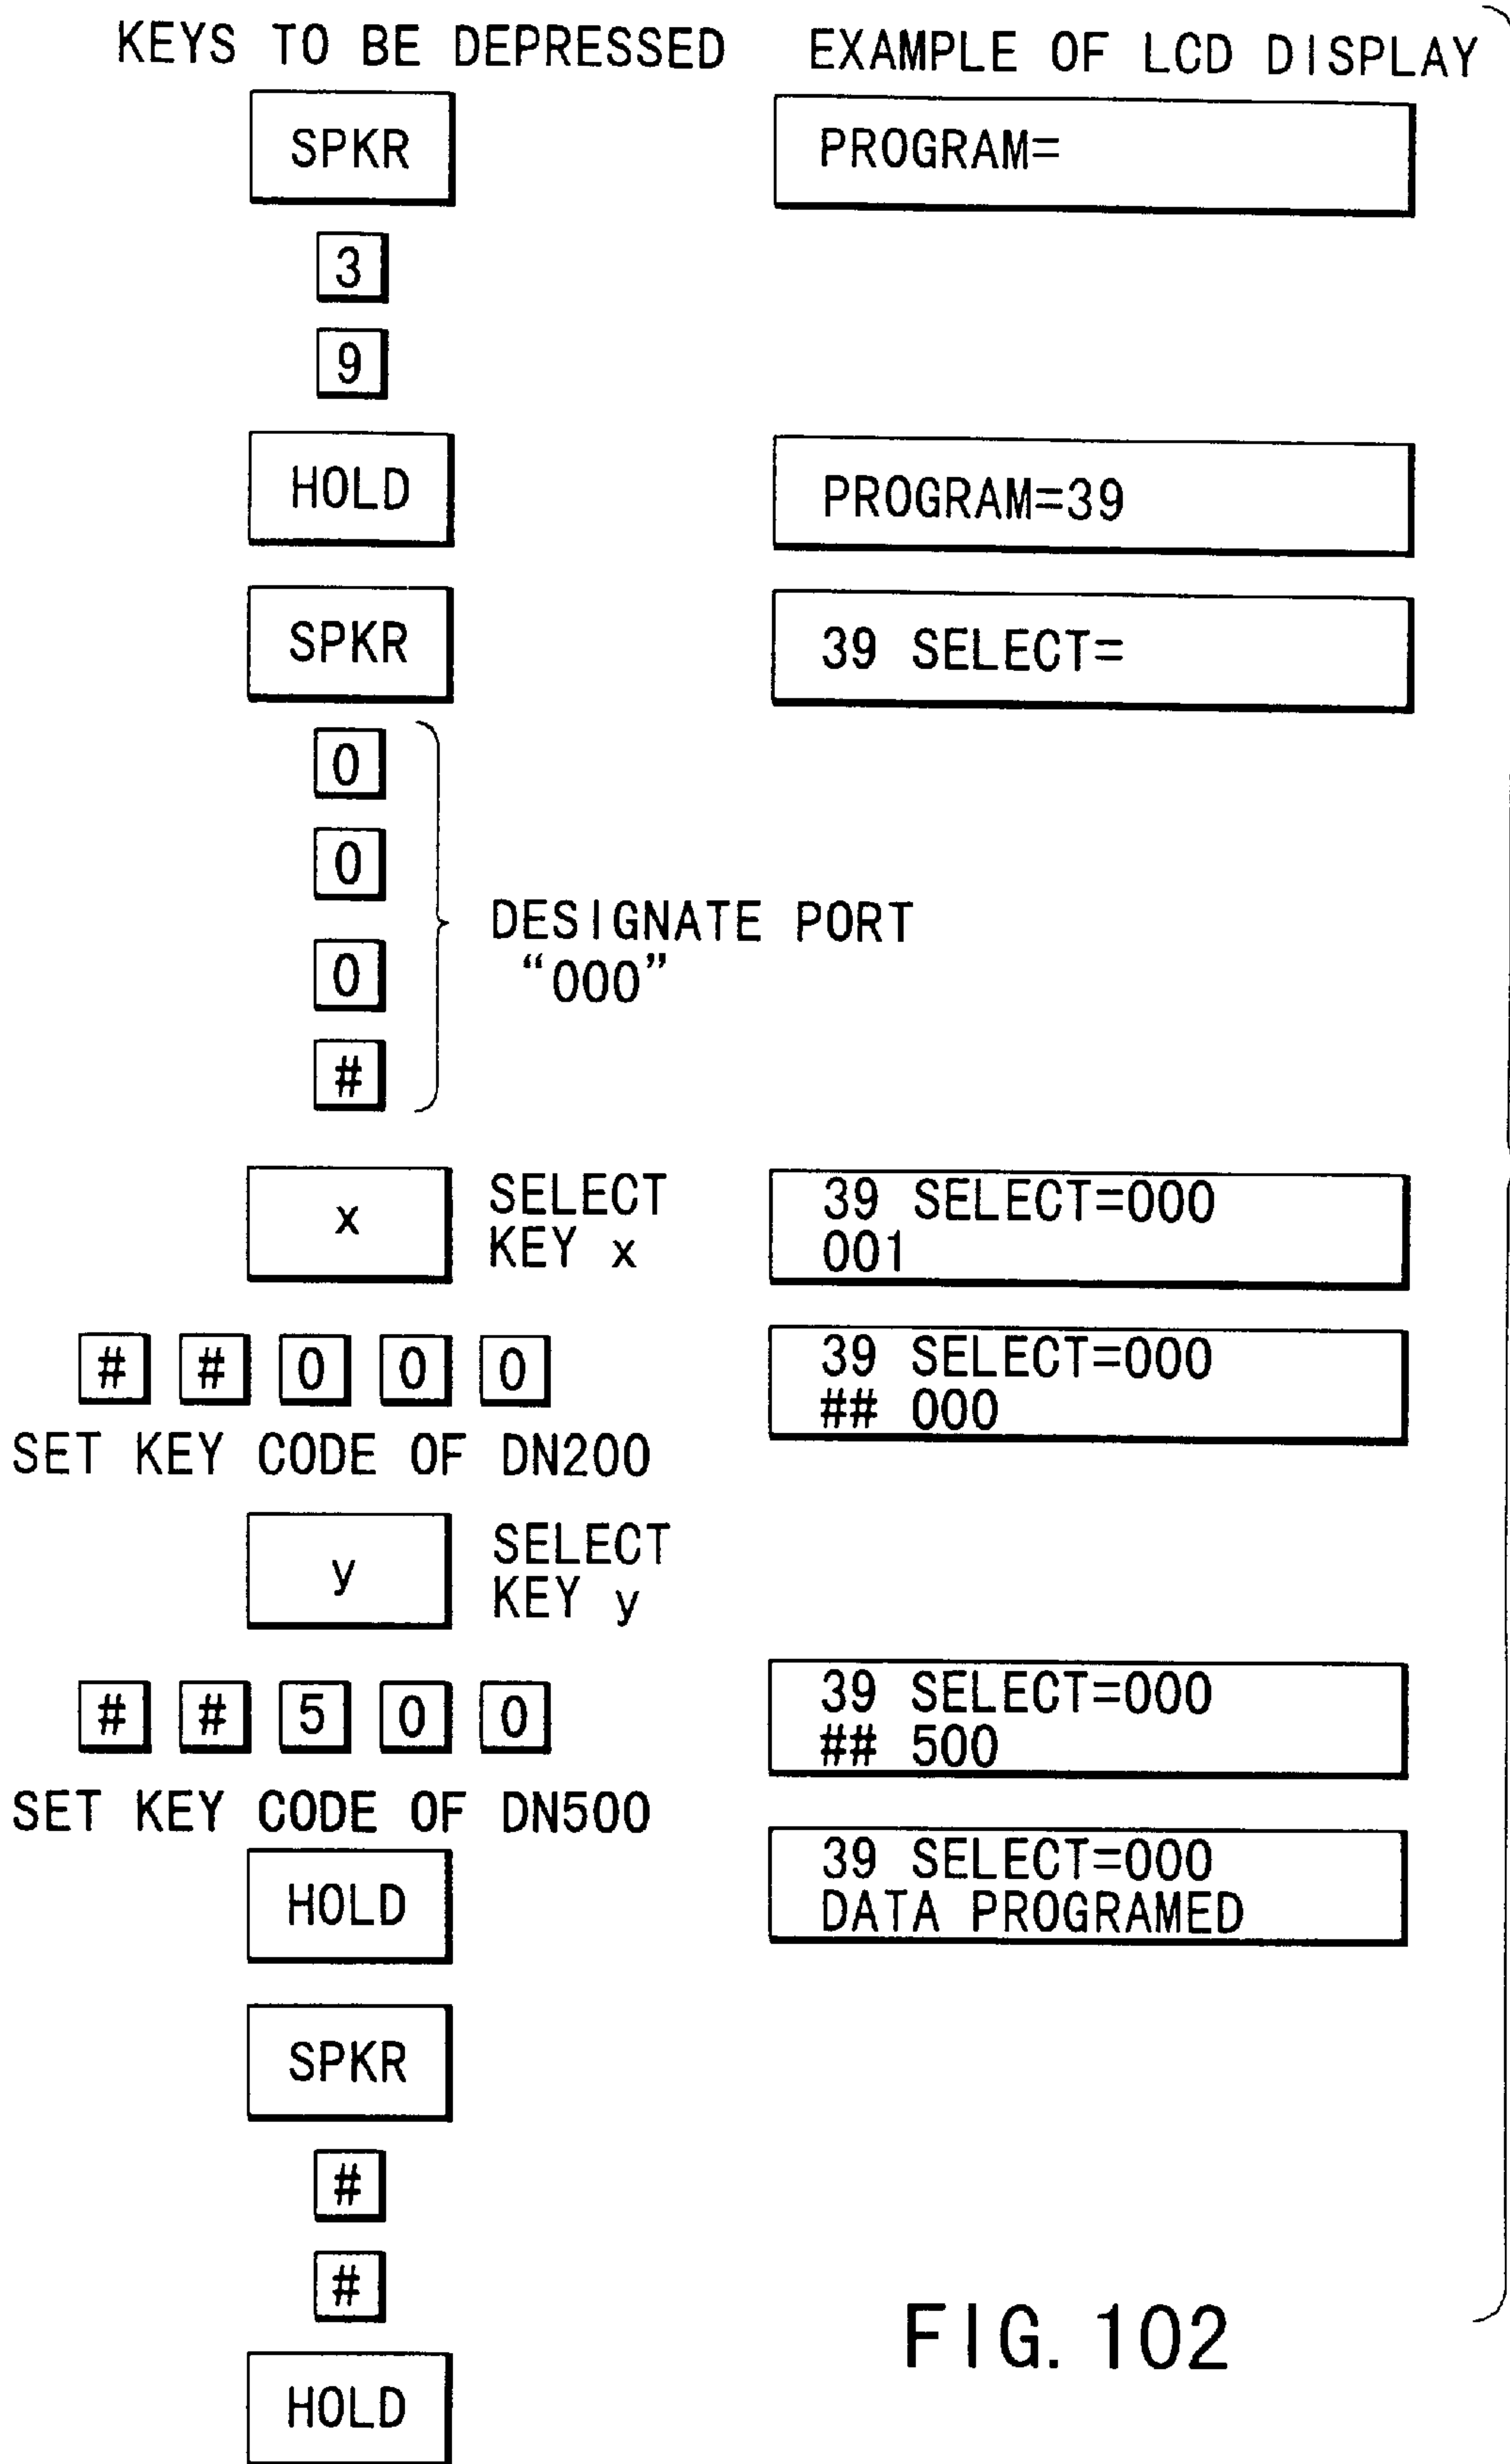 KEYS TO BE DEPRESSED EXAMPLE OF LCD DISPLAY
SPKR PROGRAM=
3
9
HOLD PROGRAM=39
SPKR 39 SELECT=
0
0
DESIGNATE PORT
0 “000”
#
x SELECT KEY x
39 SELECT=000
001
# # 0 0 0
39 SELECT=000
## 000
SET KEY CODE OF DN200
y SELECT KEY y
# # 5 0 0
39 SELECT=000
## 500
SET KEY CODE OF DN500
HOLD
39 SELECT=000
DATA PROGRAMED
SPKR
#
#
HOLD
FIG. 102